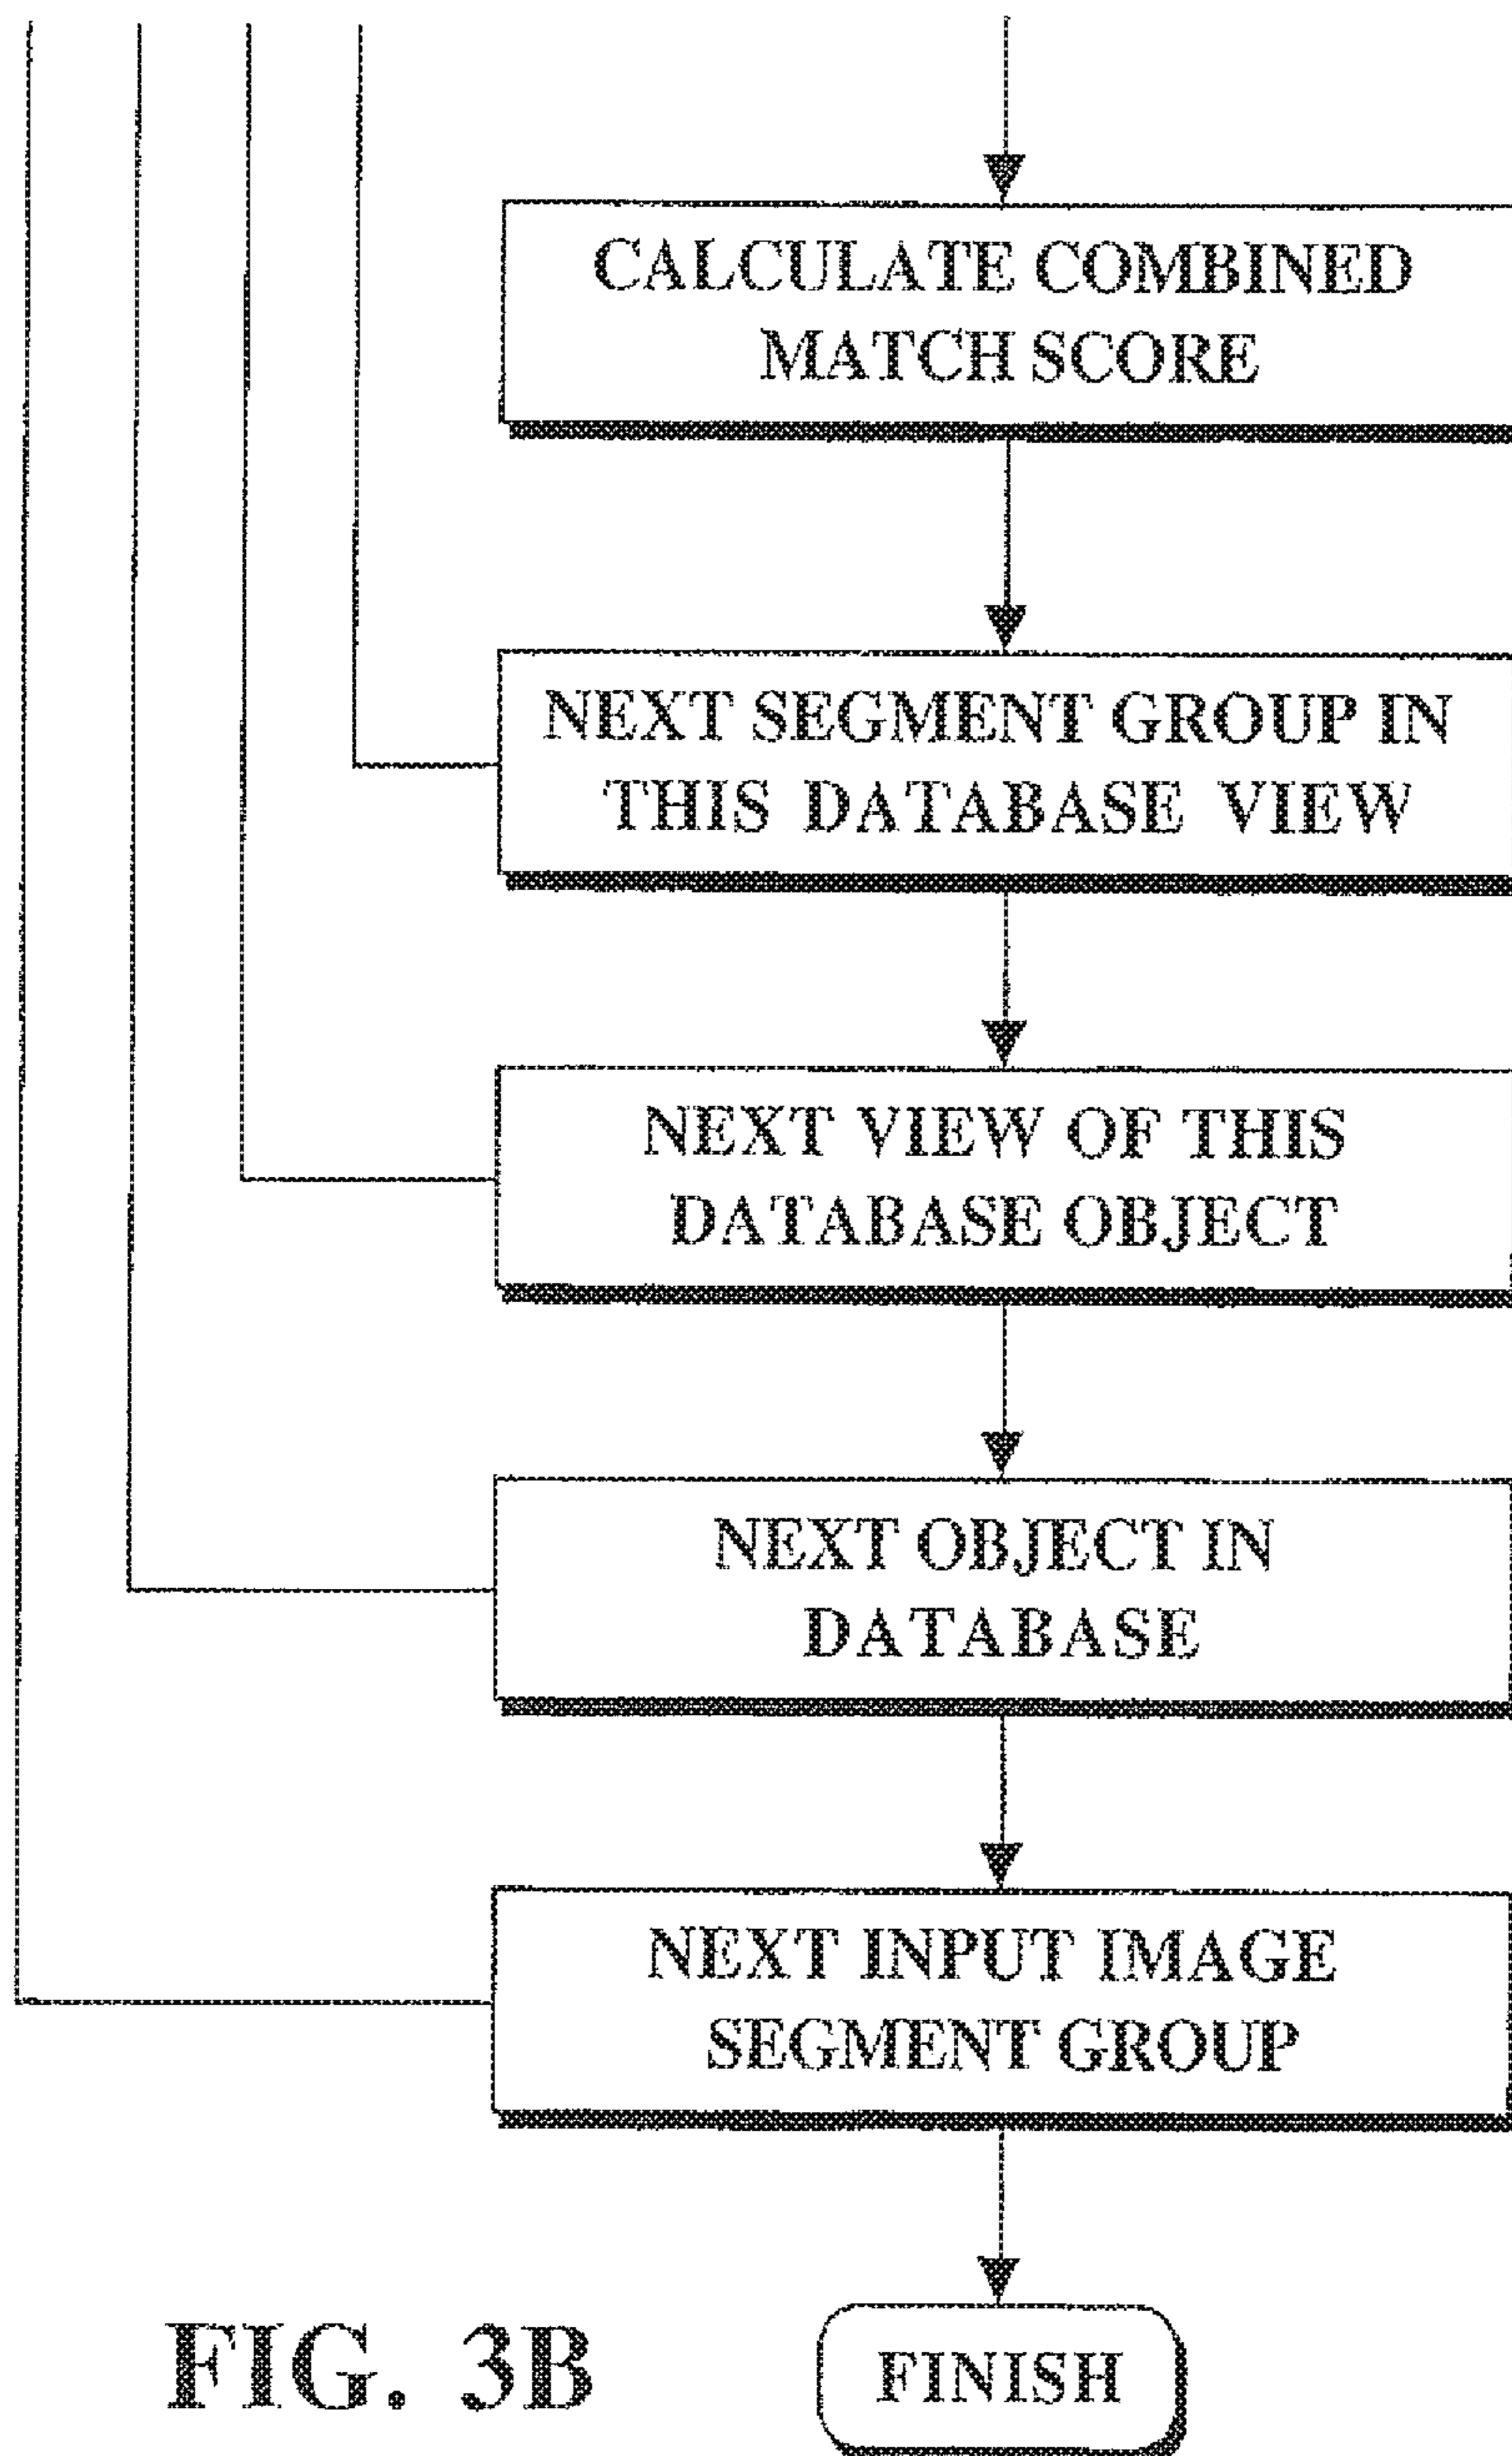 CALCULATE COMBINED
MATCH SCORE
NEXT SEGMENT GROUP IN
THIS DATABASE VIEW
NEXT VIEW OF THIS
DATABASE OBJECT
NEXT OBJECT IN
DATABASE
NEXT INPUT IMAGE
SEGMENT GROUP
FINISH
FIG. 3B